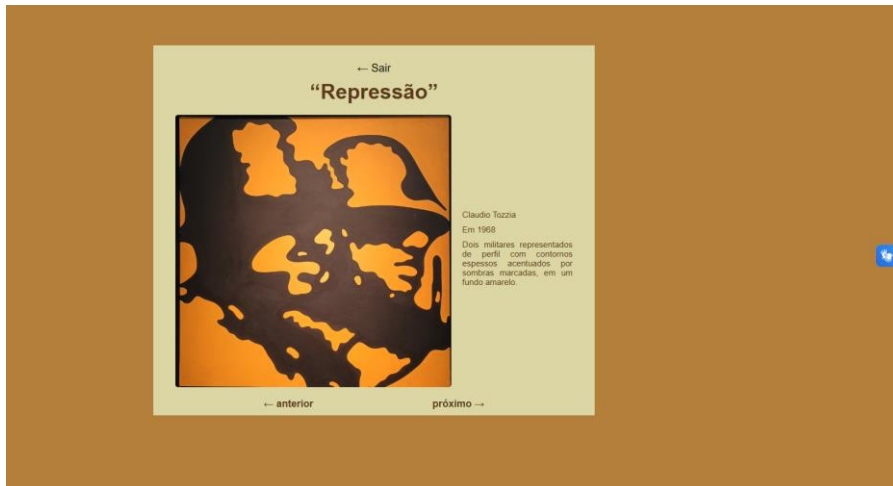 ← Sair
“Repressão”
Claudio Tozzia
Em 1968
Dois militares representados
de perfil com contornos
espessos acentuados por
sombras marcadas, em um
fundo amarelo.
← anterior
próximo →